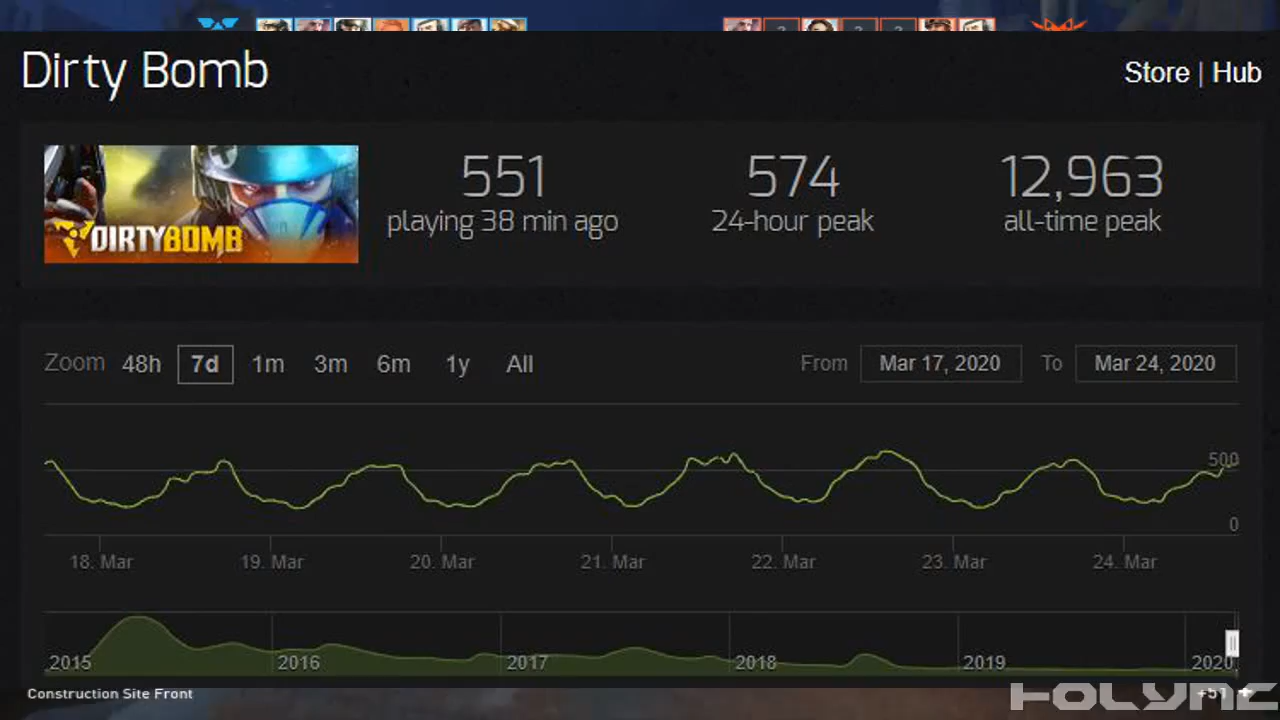 Dirty Bomb
Store | Hub
DIRTYBOMB
551
playing 38 min ago
574
24-hour peak
12,963
all-time peak
Zoom 48h 7d 1m 3m 6m 1y All
From Mar 17, 2020 To Mar 24, 2020
500
0
18. Mar 19. Mar 20. Mar 21. Mar 22. Mar 23. Mar 24. Mar
2015 2016 2017 2018 2019 2020
Construction Site Front